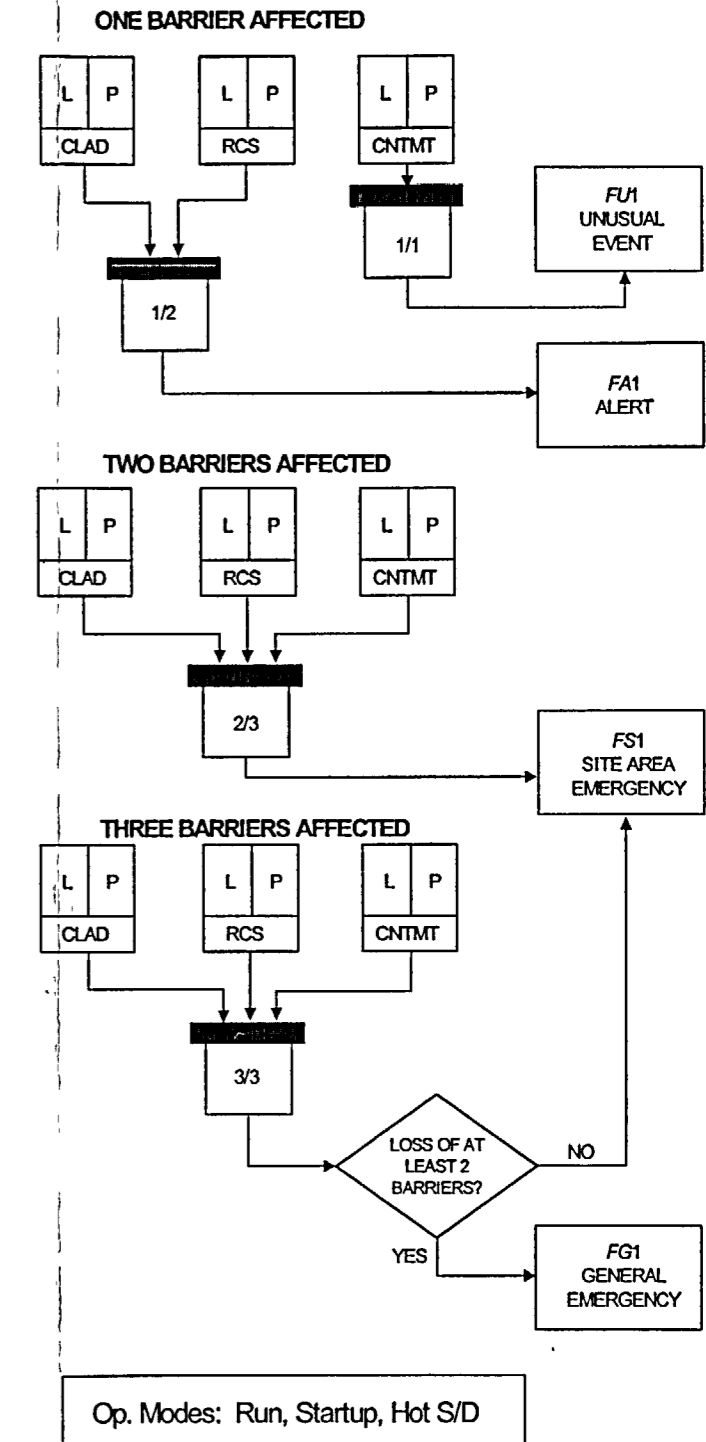 ONE BARRIER AFFECTED
L P
CLAD
L P
RCS
L P
CNTMT
1/2
1/1
FU1
UNUSUAL
EVENT
FA1
ALERT
TWO BARRIERS AFFECTED
L P
CLAD
L P
RCS
L P
CNTMT
2/3
FS1
SITE AREA
EMERGENCY
THREE BARRIERS AFFECTED
L P
CLAD
L P
RCS
L P
CNTMT
3/3
LOSS OF AT
LEAST 2
BARRIERS?
NO
YES
FG1
GENERAL
EMERGENCY
Op. Modes: Run, Startup, Hot S/D